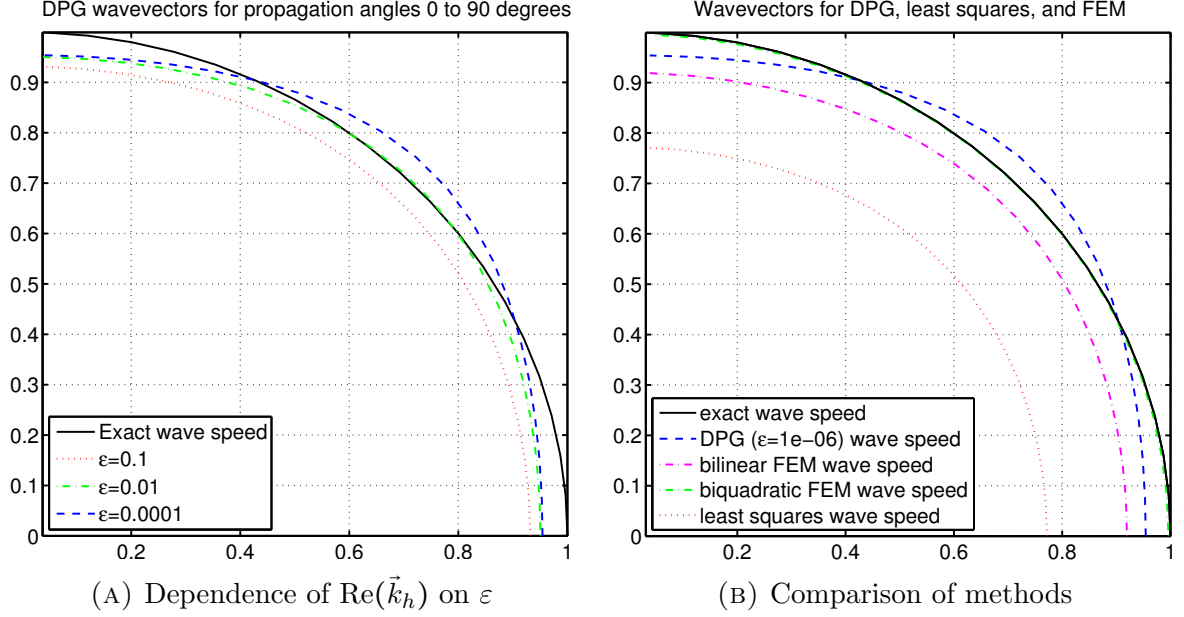 DPG wavevectors for propagation angles 0 to 90 degrees
0.9
0.8
0.7
0.6
0.5
0.4
0.3
0.2
0.1
0
0.2
0.4
0.6
0.8
1
Exact wave speed
ε=0.1
ε=0.01
ε=0.0001
(A) Dependence of Re(k⃗_h) on ε
Wavevectors for DPG, least squares, and FEM
0.9
0.8
0.7
0.6
0.5
0.4
0.3
0.2
0.1
0
0.2
0.4
0.6
0.8
1
exact wave speed
DPG (ε=1e−06) wave speed
bilinear FEM wave speed
biquadratic FEM wave speed
least squares wave speed
(B) Comparison of methods